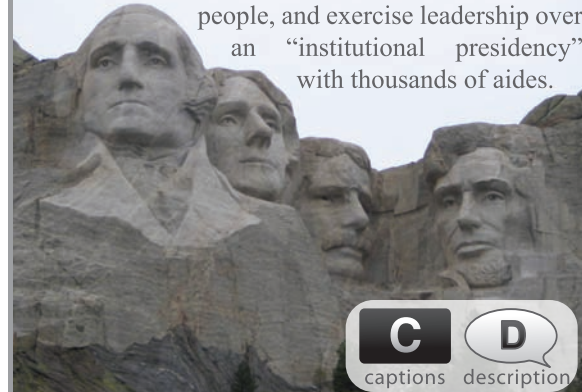 people, and exercise leadership over
an “institutional presidency”
with thousands of aides.
C D
captions description